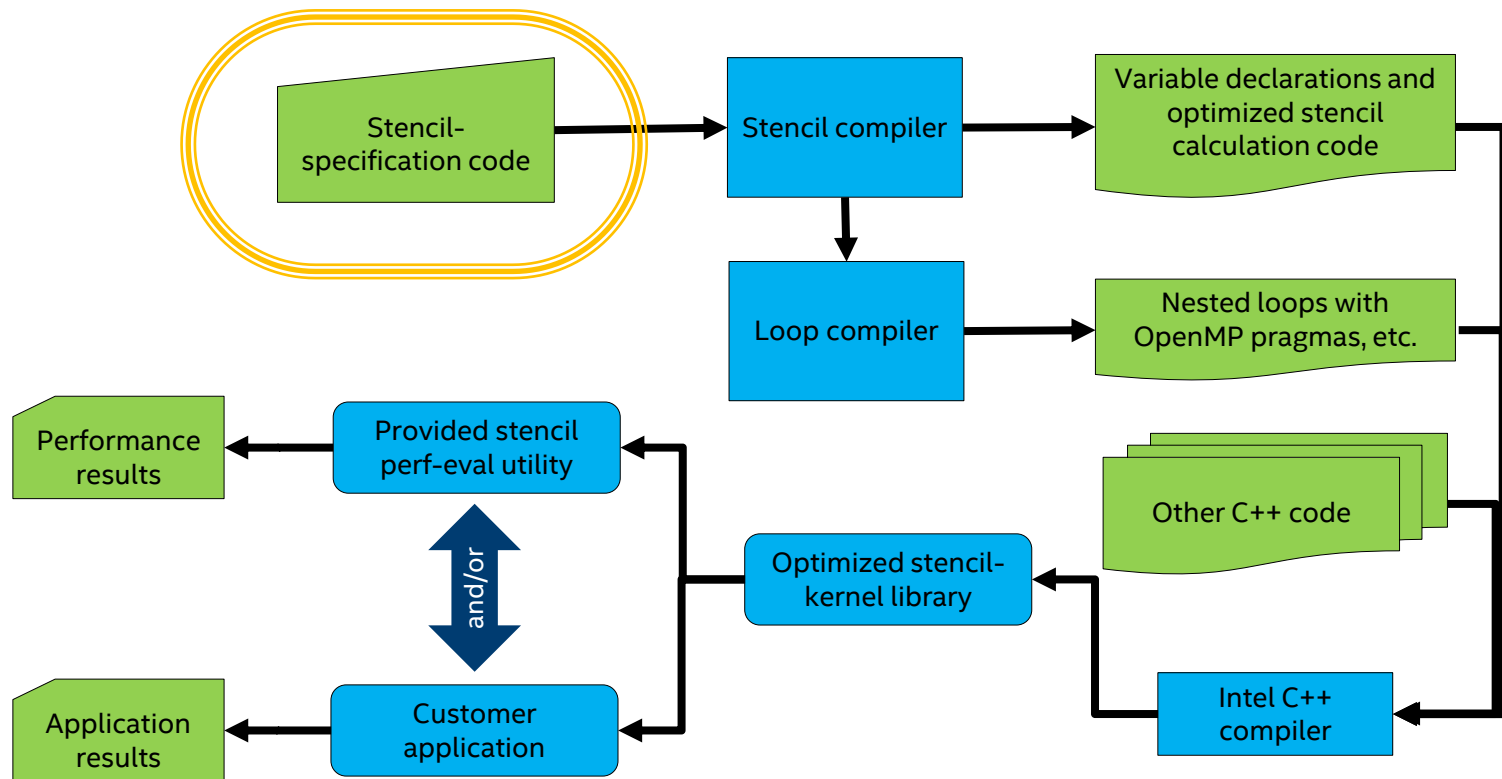 Stencil-
specification code
Stencil compiler
Variable declarations and
optimized stencil
calculation code
Loop compiler
Nested loops with
OpenMP pragmas, etc.
Performance
results
Provided stencil
perf-eval utility
Other C++ code
and/or
Optimized stencil-
kernel library
Application
results
Customer
application
Intel C++
compiler